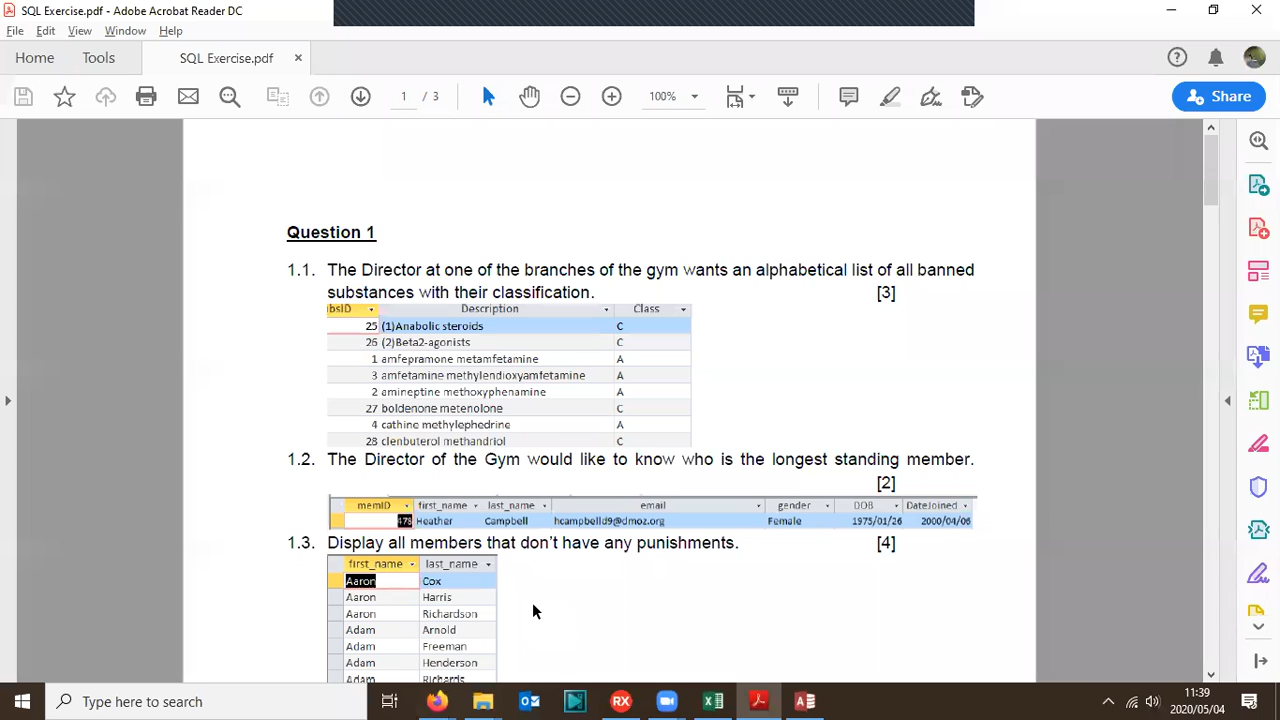 SQL Exercise.pdf - Adobe Acrobat Reader DC
File Edit View Window Help
Home Tools SQL Exercise.pdf ×
1 / 3 100% Share
Question 1
1.1. The Director at one of the branches of the gym wants an alphabetical list of all banned
substances with their classification. [3]
bsID Description Class
25 (1)Anabolic steroids C
26 (2)Beta2-agonists C
1 amfepramone metamfetamine A
3 amfetamine methylendioxyamfetamine A
2 amineptine methoxyphenamine A
27 boldenone metenolone C
4 cathine methylephedrine A
28 clenbuterol methandriol C
1.2. The Director of the Gym would like to know who is the longest standing member.
[2]
memID first_name last_name email gender DOB DateJoined
478 Heather Campbell hcampbelld9@dmoz.org Female 1975/01/26 2000/04/06
1.3. Display all members that don't have any punishments. [4]
first_name last_name
Aaron Cox
Aaron Harris
Aaron Richardson
Adam Arnold
Adam Freeman
Adam Henderson
Adam Richards
Type here to search
RX
11:39
2020/05/04